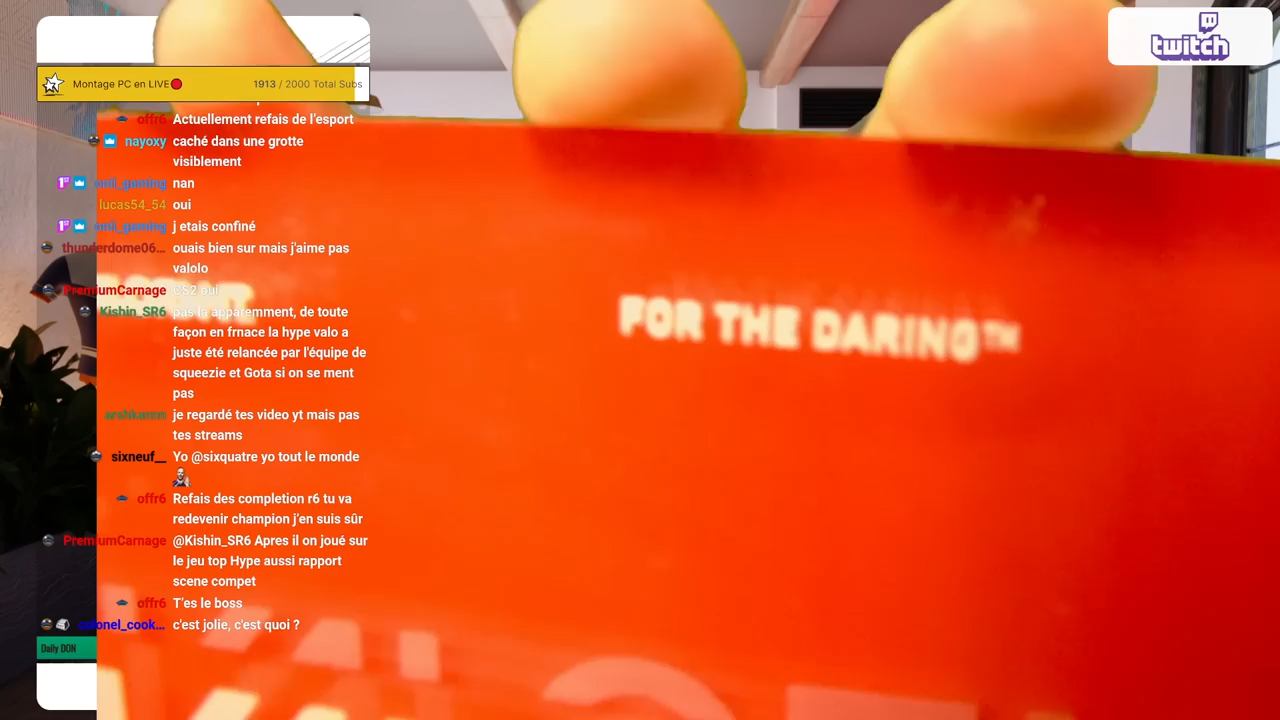 twitch
Montage PC en LIVE
1913 / 2000 Total Subs
offr6 Actuellement refais de l'esport
nayoxy caché dans une grotte
visiblement
nan
lucas54_54 oui
j etais confiné
thunderdome06... ouais bien sur mais j'aime pas
valolo
PremiumCarnage CS2 oui
Kishin_SR6 pas la apparemment, de toute
façon en frnace la hype valo a
juste été relancée par l'équipe de
squeezie et Gota si on se ment
pas
je regardé tes video yt mais pas
tes streams
sixneuf__ Yo @sixquatre yo tout le monde
offr6 Refais des completion r6 tu va
redevenir champion j'en suis sûr
PremiumCarnage @Kishin_SR6 Apres il on joué sur
le jeu top Hype aussi rapport
scene compet
offr6 T'es le boss
colonel_cook... c'est jolie, c'est quoi ?
Daily DON
FOR THE DARING™